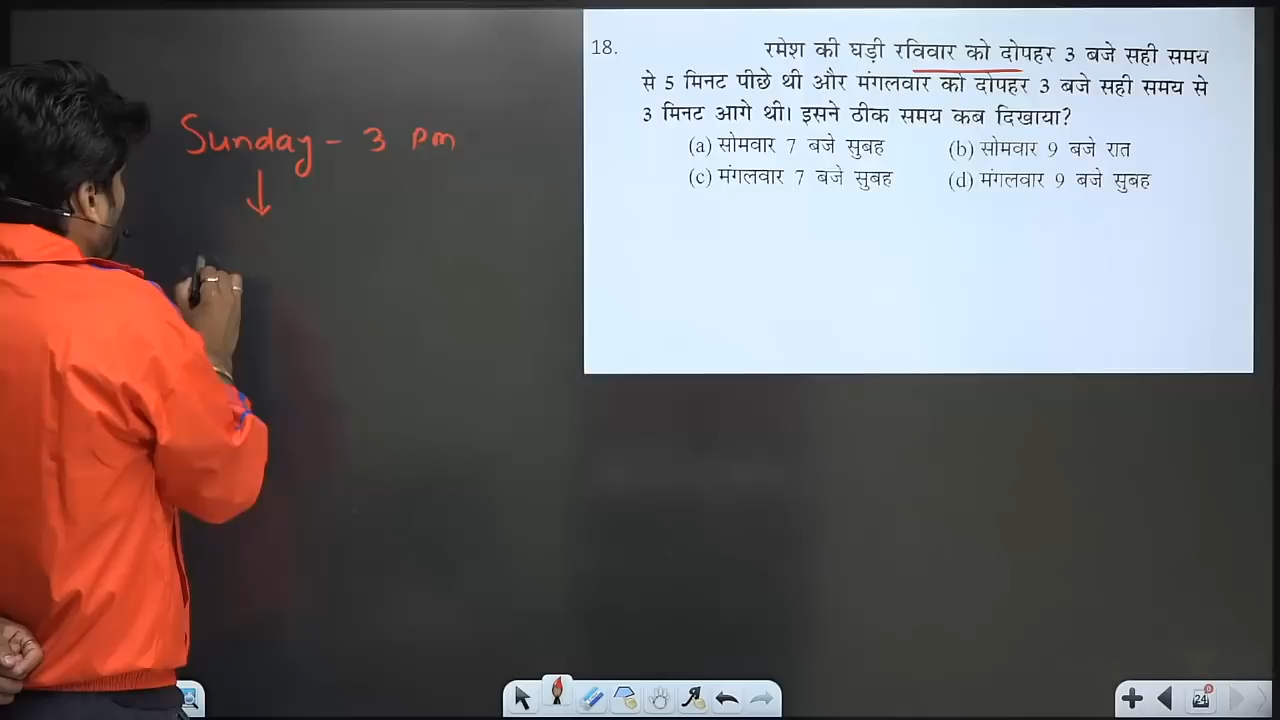 18. रमेश की घड़ी रविवार को दोपहर 3 बजे सही समय
से 5 मिनट पीछे थी और मंगलवार को दोपहर 3 बजे सही समय से
3 मिनट आगे थी। इसने ठीक समय कब दिखाया?
(a) सोमवार 7 बजे सुबह (b) सोमवार 9 बजे रात
(c) मंगलवार 7 बजे सुबह (d) मंगलवार 9 बजे सुबह
Sunday - 3 pm
24